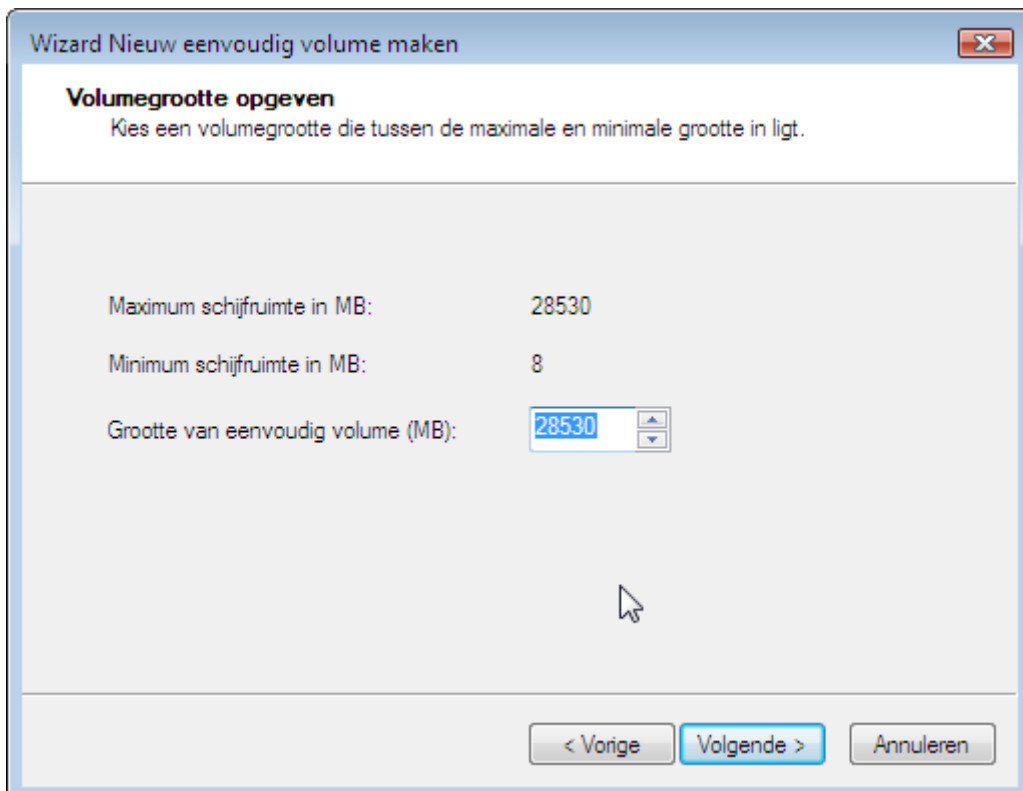 Wizard Nieuw eenvoudig volume maken
Volumegrootte opgeven
Kies een volumegrootte die tussen de maximale en minimale grootte in ligt.
Maximum schijfruimte in MB: 28530
Minimum schijfruimte in MB: 8
Grootte van eenvoudig volume (MB): 28530
< Vorige Volgende > Annuleren